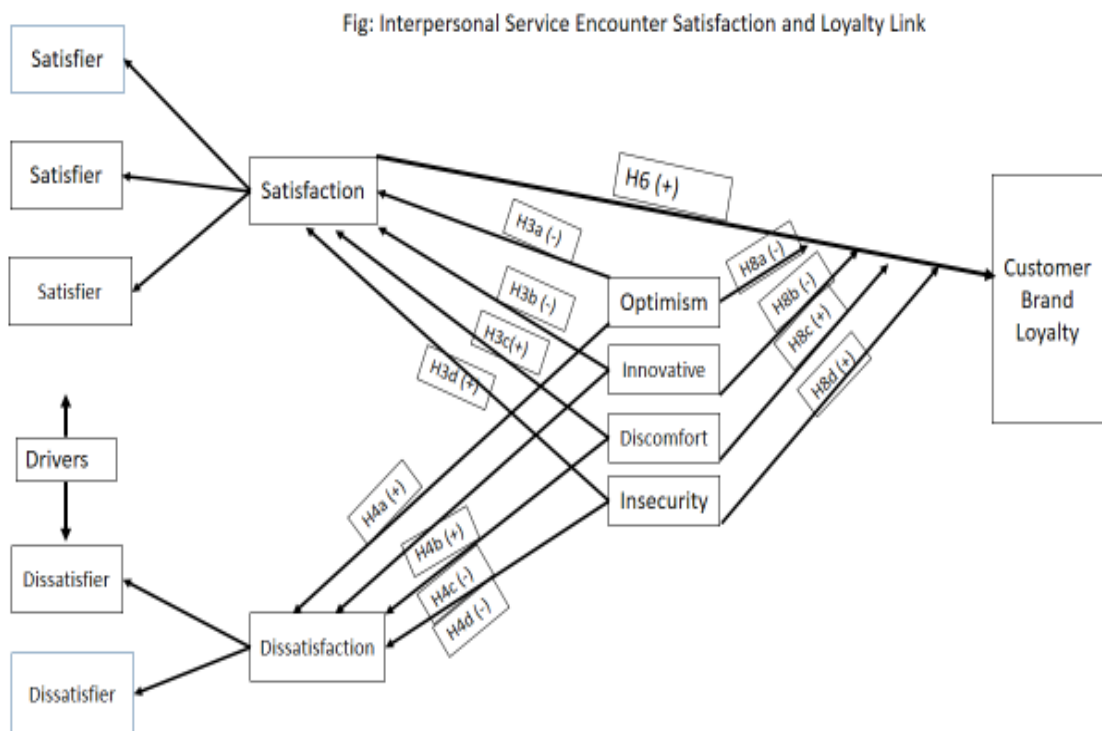 Fig: Interpersonal Service Encounter Satisfaction and Loyalty Link
Satisfier
Satisfier
Satisfier
Satisfaction
H6 (+)
H3a (-)
H3b (-)
H3c(+)
H3d (+)
Optimism
Innovative
Discomfort
Insecurity
H8a (-)
H8b (-)
H8c (+)
H8d (+)
Customer
Brand
Loyalty
Drivers
H4a (+)
H4b (+)
H4c (-)
H4d (-)
Dissatisfier
Dissatisfaction
Dissatisfier